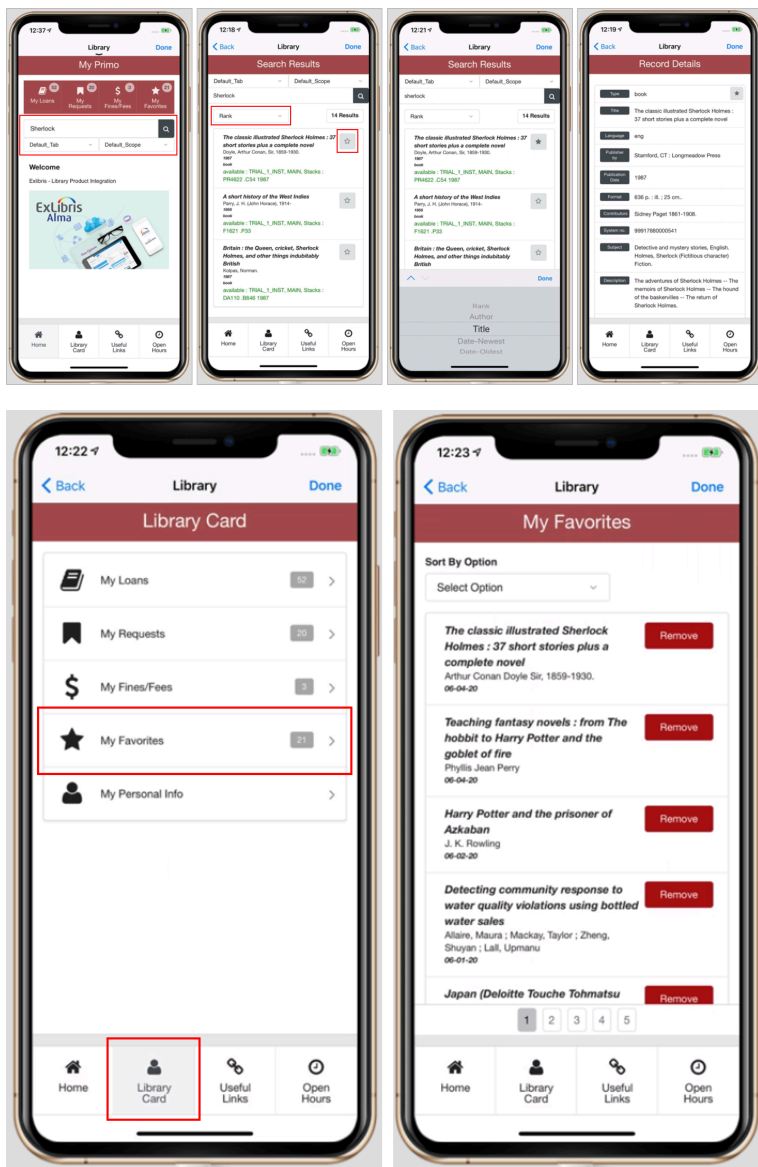 12:37
Library
Done
My Primo
52
20
3
21
My Loans
My Requests
My Fines/Fees
My Favorites
Sherlock
Default_Tab
Default_Scope
Welcome
Exlibris - Library Product Integration
ExLibris
Alma
Home
Library Card
Useful Links
Open Hours
12:18
Back
Library
Done
Search Results
Default_Tab
Default_Scope
Sherlock
Rank
14 Results
The classic illustrated Sherlock Holmes : 37
short stories plus a complete novel
Doyle, Arthur Conan, Sir, 1859-1930.
1987
book
available : TRIAL_1_INST, MAIN, Stacks :
PR4622 .C54 1987
A short history of the West Indies
Parry, J. H. (John Horace), 1914-
book
available : TRIAL_1_INST, MAIN, Stacks :
F1621 .P33
Britain : the Queen, cricket, Sherlock
Holmes, and other things indubitably
British
Kolpas, Norman.
1987
book
available : TRIAL_1_INST, MAIN, Stacks :
DA110 .B846 1987
Home
Library Card
Useful Links
Open Hours
12:21
Back
Library
Done
Search Results
Default_Tab
Default_Scope
sherlock
Rank
14 Results
The classic illustrated Sherlock Holmes : 37
short stories plus a complete novel
Doyle, Arthur Conan, Sir, 1859-1930.
1987
book
available : TRIAL_1_INST, MAIN, Stacks :
PR4622 .C54 1987
A short history of the West Indies
Parry, J. H. (John Horace), 1914-
book
available : TRIAL_1_INST, MAIN, Stacks :
F1621 .P33
Britain : the Queen, cricket, Sherlock
Holmes, and other things indubitably
British
Done
Rank
Author
Title
Date-Newest
Date-Oldest
12:19
Back
Library
Done
Record Details
Type
book
Title
The classic illustrated Sherlock Holmes :
37 short stories plus a complete novel
Language
eng
Publisher
Stamford, CT : Longmeadow Press
Publication Date
1987
Format
636 p. : ill. ; 25 cm..
Contributors
Sidney Paget 1861-1908.
System no.
99917880000541
Subject
Detective and mystery stories, English.
Holmes, Sherlock (Fictitious character)
Fiction.
Description
The adventures of Sherlock Holmes -- The
memoirs of Sherlock Holmes -- The hound
of the baskervilles -- The return of
Sherlock Holmes.
Home
Library Card
Useful Links
Open Hours
12:22
Back
Library
Done
Library Card
My Loans
52
My Requests
20
My Fines/Fees
3
My Favorites
21
My Personal Info
Home
Library Card
Useful Links
Open Hours
12:23
Back
Library
Done
My Favorites
Sort By Option
Select Option
The classic illustrated Sherlock
Holmes : 37 short stories plus a
complete novel
Arthur Conan Doyle Sir, 1859-1930.
06-04-20
Remove
Teaching fantasy novels : from The
hobbit to Harry Potter and the
goblet of fire
Phyllis Jean Perry
06-04-20
Remove
Harry Potter and the prisoner of
Azkaban
J. K. Rowling
06-02-20
Remove
Detecting community response to
water quality violations using bottled
water sales
Allaire, Maura ; Mackay, Taylor ; Zheng,
Shuyan ; Lall, Upmanu
06-01-20
Remove
Japan (Deloitte Touche Tohmatsu
Remove
1 2 3 4 5
Home
Library Card
Useful Links
Open Hours